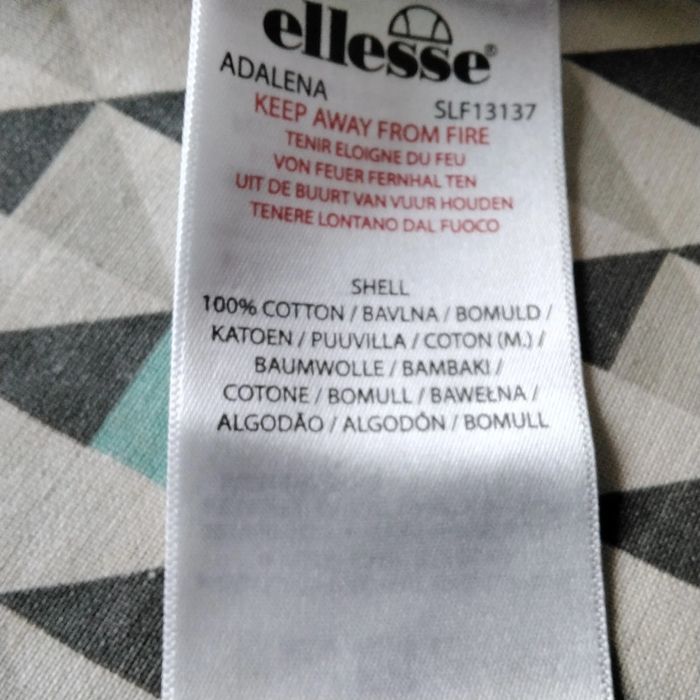 ellesse®
ADALENA
SLF13137
KEEP AWAY FROM FIRE
TENIR ELOIGNE DU FEU
VON FEUER FERNHAL TEN
UIT DE BUURT VAN VUUR HOUDEN
TENERE LONTANO DAL FUOCO
SHELL
100% COTTON / BAVLNA / BOMULD /
KATOEN / PUUVILLA / COTON (M.) /
BAUMWOLLE / BAMBAKI /
COTONE / BOMULL / BAWEŁNA /
ALGODÃO / ALGODÔN / BOMULL